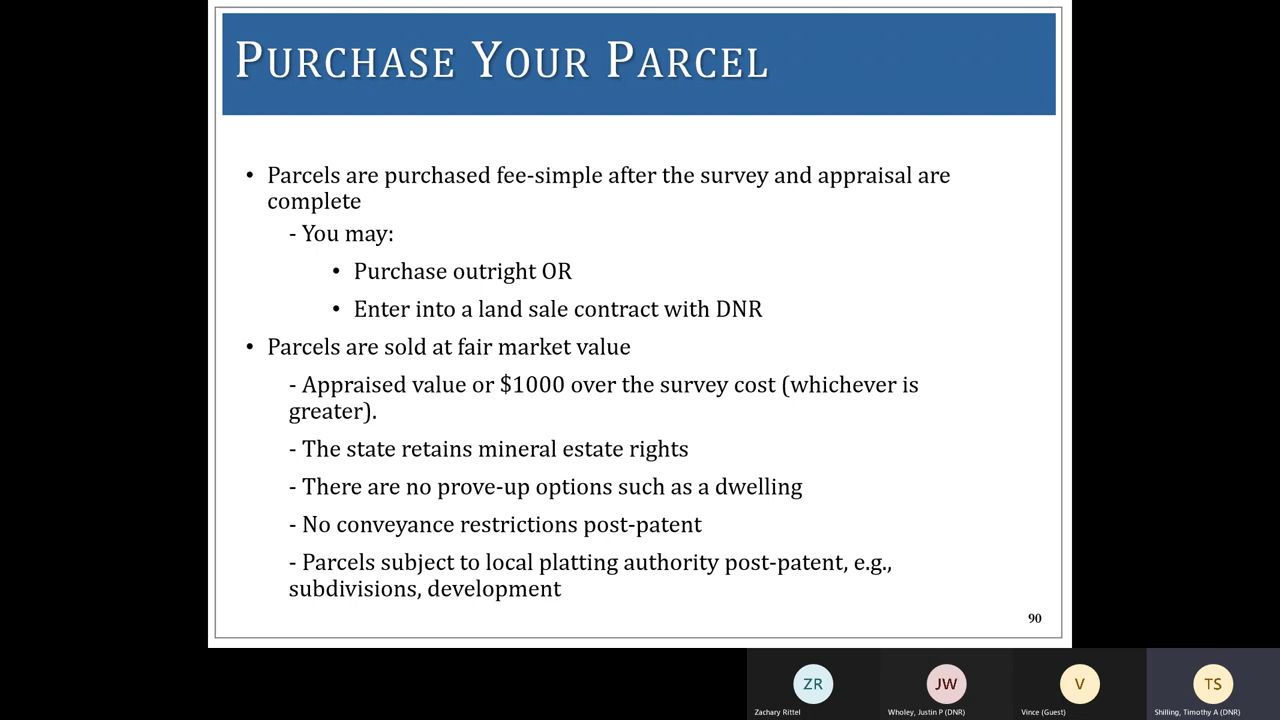 PURCHASE YOUR PARCEL
• Parcels are purchased fee-simple after the survey and appraisal are
complete
- You may:
• Purchase outright OR
• Enter into a land sale contract with DNR
• Parcels are sold at fair market value
- Appraised value or $1000 over the survey cost (whichever is
greater).
- The state retains mineral estate rights
- There are no prove-up options such as a dwelling
- No conveyance restrictions post-patent
- Parcels subject to local platting authority post-patent, e.g.,
subdivisions, development
90
ZR
JW
V
TS
Zachary Rittel
Wholey, Justin P (DNR)
Vince (Guest)
Shilling, Timothy A (DNR)